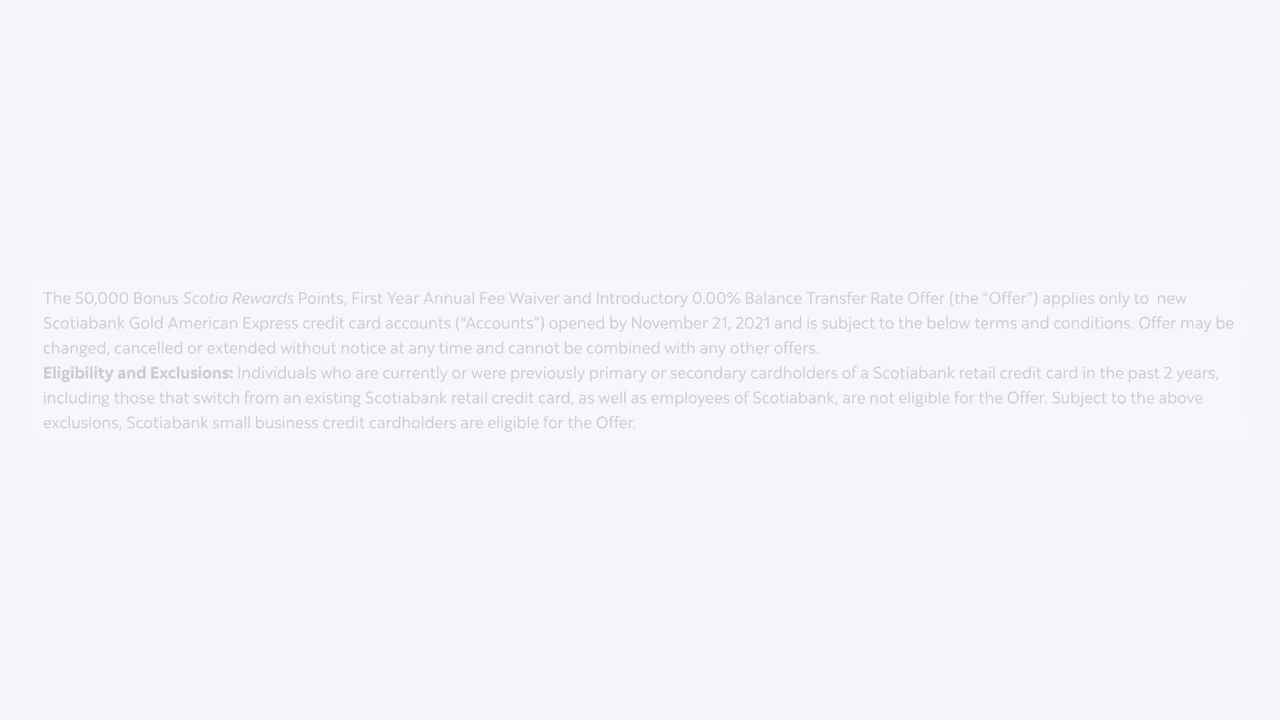 The 50,000 Bonus Scotia Rewards Points, First Year Annual Fee Waiver and Introductory 0.00% Balance Transfer Rate Offer (the “Offer”) applies only to  new
Scotiabank Gold American Express credit card accounts (“Accounts”) opened by November 21, 2021 and is subject to the below terms and conditions. Offer may be
changed, cancelled or extended without notice at any time and cannot be combined with any other offers.
Eligibility and Exclusions: Individuals who are currently or were previously primary or secondary cardholders of a Scotiabank retail credit card in the past 2 years,
including those that switch from an existing Scotiabank retail credit card, as well as employees of Scotiabank, are not eligible for the Offer. Subject to the above
exclusions, Scotiabank small business credit cardholders are eligible for the Offer.